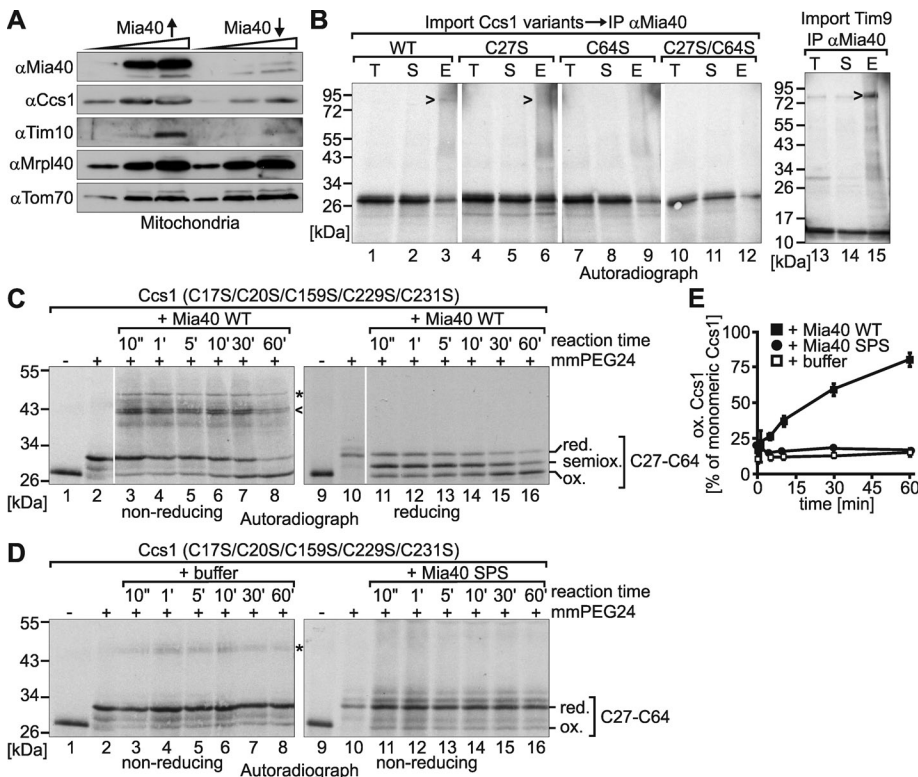 A
Mia40 ↑ Mia40 ↓
αMia40
αCcs1
αTim10
αMrpl40
αTom70
Mitochondria
B
Import Ccs1 variants→IP αMia40
WT C27S C64S C27S/C64S
T S E T S E T S E T S E
95
72
55
43
34
26
[kDa]
>
>
1 2 3 4 5 6 7 8 9 10 11 12
Autoradiograph
Import Tim9
IP αMia40
T S E
95
72
55
43
34
26
17
10
[kDa]
>
13 14 15
C
Ccs1 (C17S/C20S/C159S/C229S/C231S)
+ Mia40 WT + Mia40 WT
10" 1' 5' 10' 30' 60' 10" 1' 5' 10' 30' 60' reaction time
- + + + + + + + - + + + + + + + mmPEG24
55
43
34
26
[kDa]
*
<
red.
semiox.
ox.
C27-C64
1 2 3 4 5 6 7 8 9 10 11 12 13 14 15 16
non-reducing Autoradiograph reducing
D
Ccs1 (C17S/C20S/C159S/C229S/C231S)
+ buffer + Mia40 SPS
10" 1' 5' 10' 30' 60' 10" 1' 5' 10' 30' 60' reaction time
- + + + + + + + - + + + + + + + mmPEG24
55
43
34
26
[kDa]
*
red.
ox.
C27-C64
1 2 3 4 5 6 7 8 9 10 11 12 13 14 15 16
non-reducing Autoradiograph non-reducing
E
ox. Ccs1
[% of monomeric Ccs1]
100
75
50
25
0
+ Mia40 WT
+ Mia40 SPS
+ buffer
0 15 30 45 60
time [min]